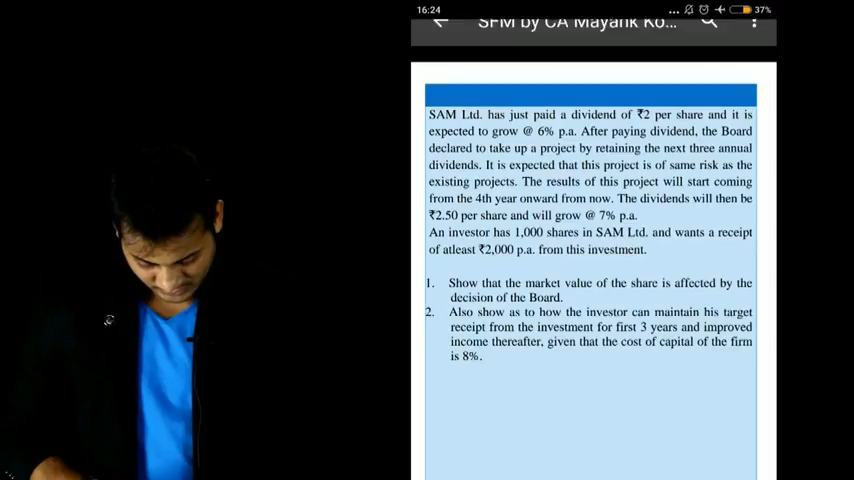 16:24
37%
SFM by CA Mayank Ko...
SAM Ltd. has just paid a dividend of ₹2 per share and it is
expected to grow @ 6% p.a. After paying dividend, the Board
declared to take up a project by retaining the next three annual
dividends. It is expected that this project is of same risk as the
existing projects. The results of this project will start coming
from the 4th year onward from now. The dividends will then be
₹2.50 per share and will grow @ 7% p.a.
An investor has 1,000 shares in SAM Ltd. and wants a receipt
of atleast ₹2,000 p.a. from this investment.
1. Show that the market value of the share is affected by the
decision of the Board.
2. Also show as to how the investor can maintain his target
receipt from the investment for first 3 years and improved
income thereafter, given that the cost of capital of the firm
is 8%.